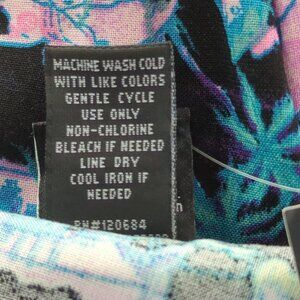 MACHINE WASH COLD
WITH LIKE COLORS
GENTLE CYCLE
USE ONLY
NON-CHLORINE
BLEACH IF NEEDED
LINE DRY
COOL IRON IF
NEEDED
RN#120684